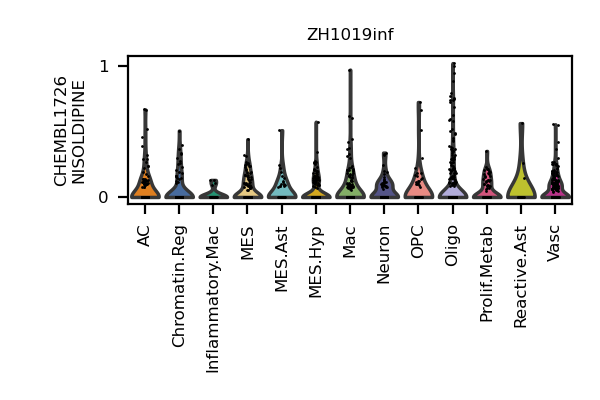 ZH1019inf
CHEMBL1726
NISOLDIPINE
1
0
AC
Chromatin.Reg
Inflammatory.Mac
MES
MES.Ast
MES.Hyp
Mac
Neuron
OPC
Oligo
Prolif.Metab
Reactive.Ast
Vasc